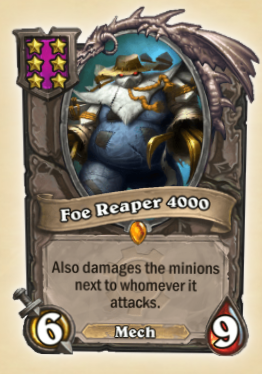 Foe Reaper 4000
Also damages the minions
next to whomever it
attacks.
6
Mech
9